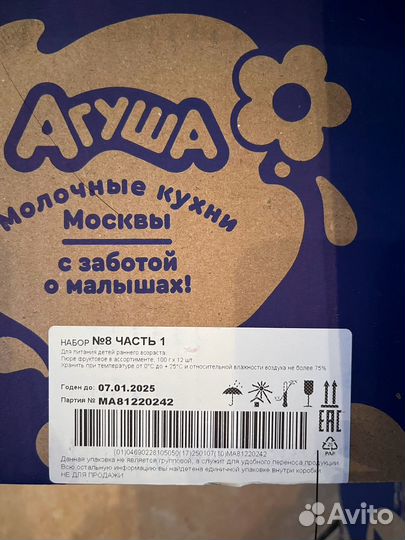 Агуша
Молочные кухни
Москвы
с заботой
о малышах!
НАБОР №8 ЧАСТЬ 1
Для питания детей раннего возраста.
Пюре фруктовое в ассортименте, 100 г х 12 шт.
Хранить при температуре от 0°С до + 25°С и относительной влажности воздуха не более 75%
Годен до: 07.01.2025
Партия № МА81220242
EAC
PAP
(01)04690228105050(17)250107(10)MA81220242
Данная упаковка не является групповой, а служит для удобного переноса продукции.
Всю остальную информацию вы найдете на единичной упаковке внутри коробки.
НЕ ДЛЯ ПРОДАЖИ
Avito